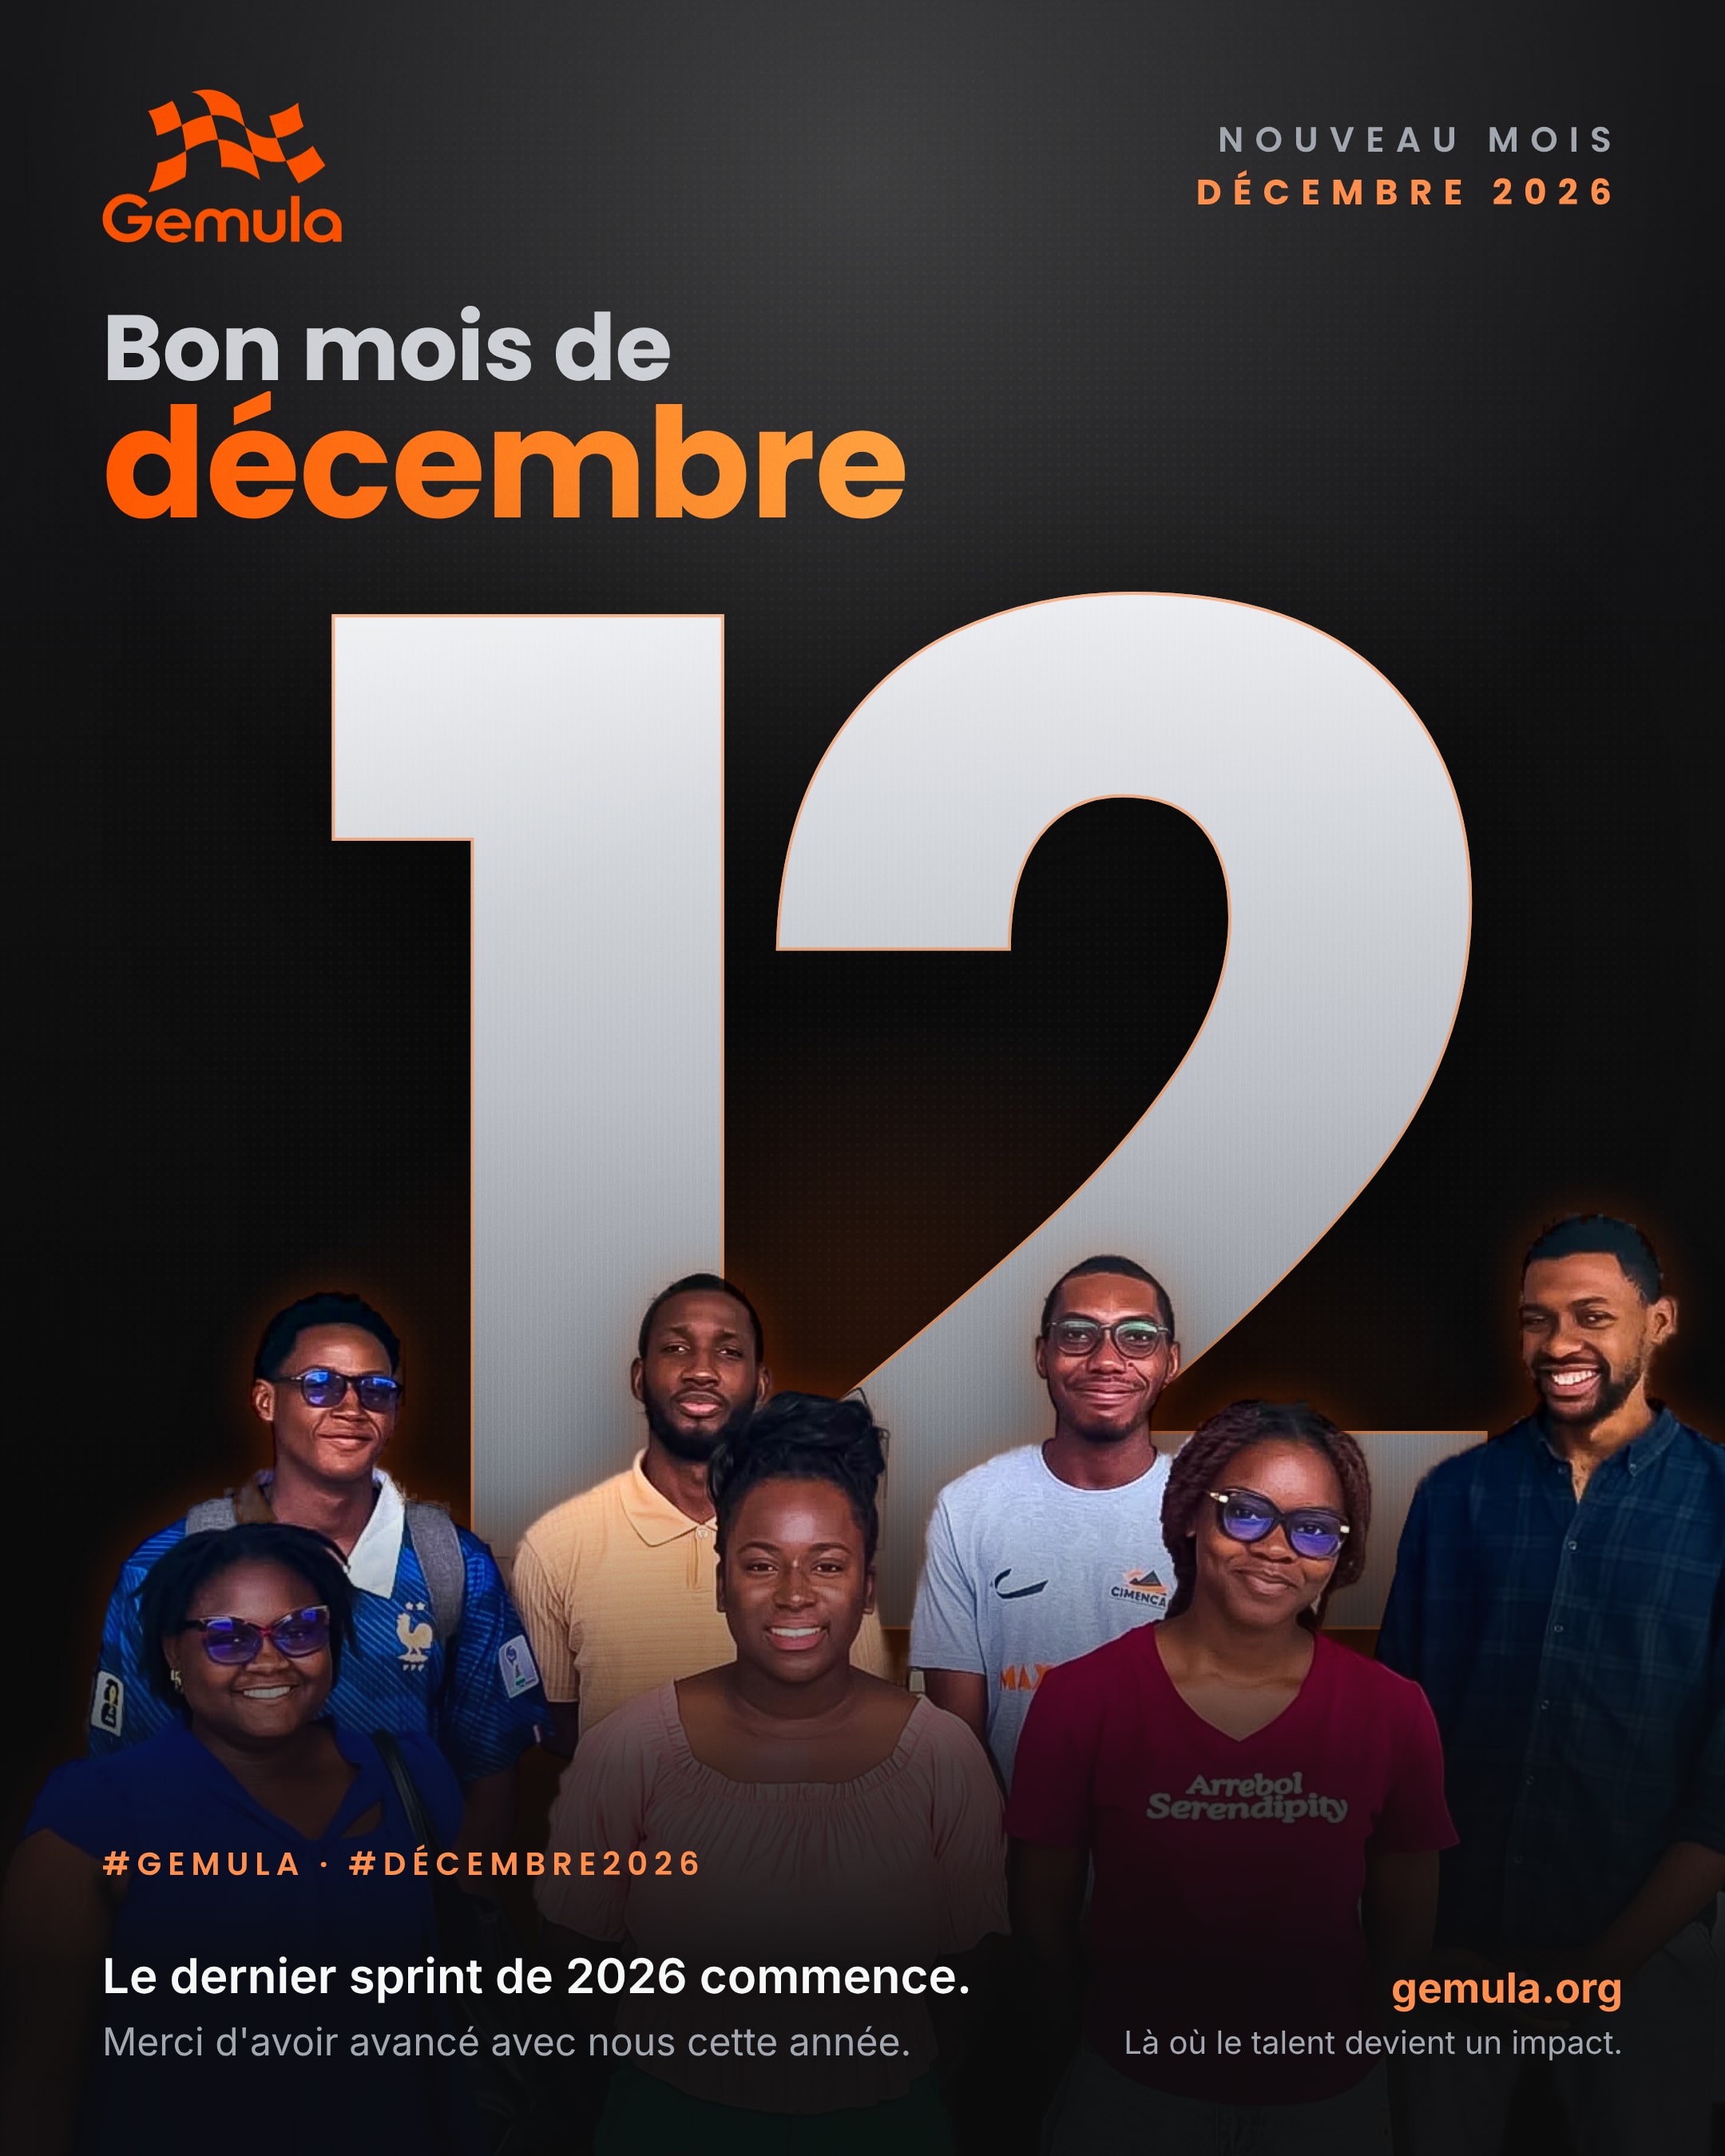 Gemula
NOUVEAU MOIS
DÉCEMBRE 2026
Bon mois de
décembre
12
CIMENCA
MAX
Arrebol
Serendipity
#GEMULA · #DÉCEMBRE2026
Le dernier sprint de 2026 commence.
Merci d'avoir avancé avec nous cette année.
gemula.org
Là où le talent devient un impact.